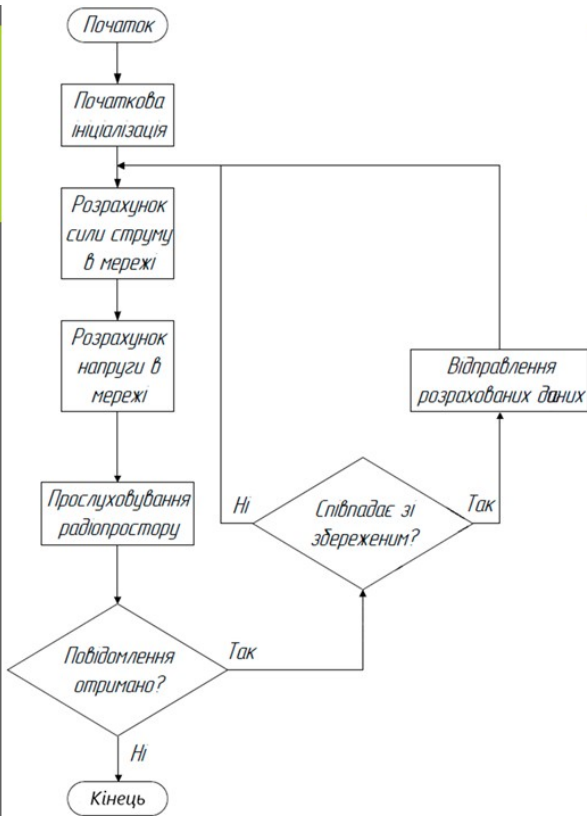 Початок
Початкова
ініціалізація
Розрахунок
сили струму
в мережі
Розрахунок
напруги в
мережі
Відправлення
розрахованих даних
Прослуховування
радіопростору
Ні
Співпадає зі
збереженим?
Так
Повідомлення
отримано?
Так
Ні
Кінець